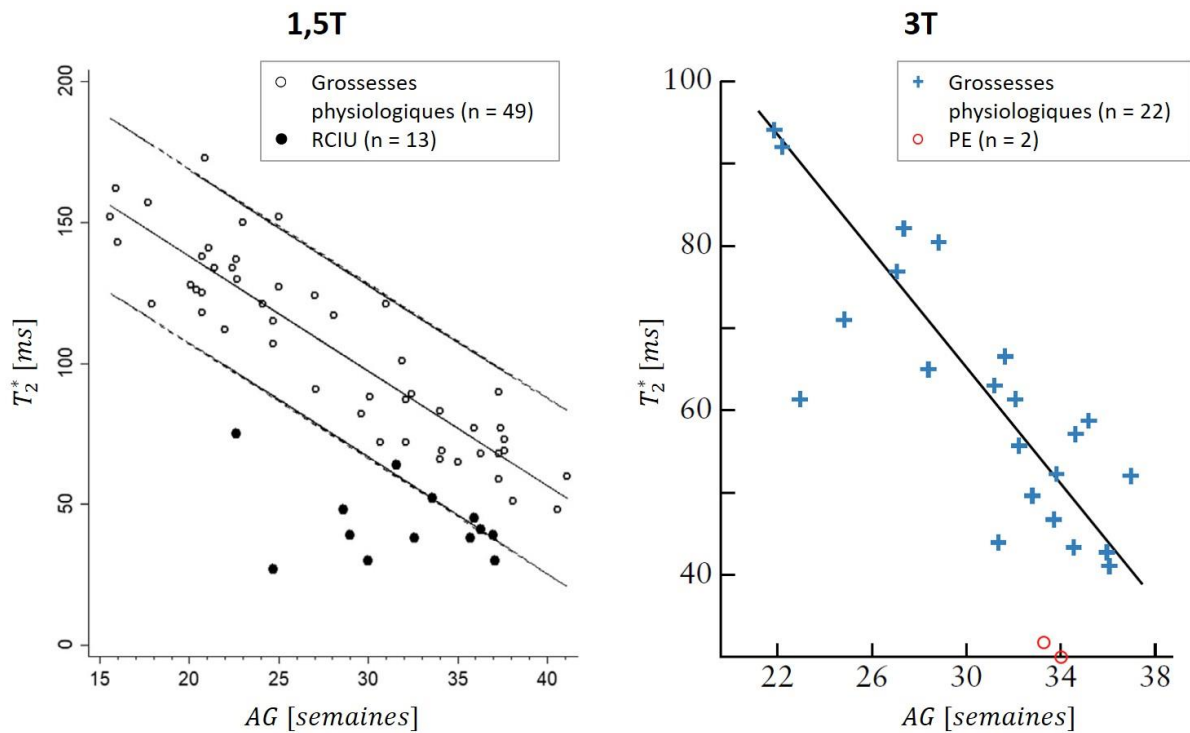 1,5T
Grossesses
physiologiques (n = 49)
RCIU (n = 13)
200
150
100
50
0
T₂* [ms]
15 20 25 30 35 40
AG [semaines]
3T
Grossesses
physiologiques (n = 22)
PE (n = 2)
100
80
60
40
T₂* [ms]
22 26 30 34 38
AG [semaines]